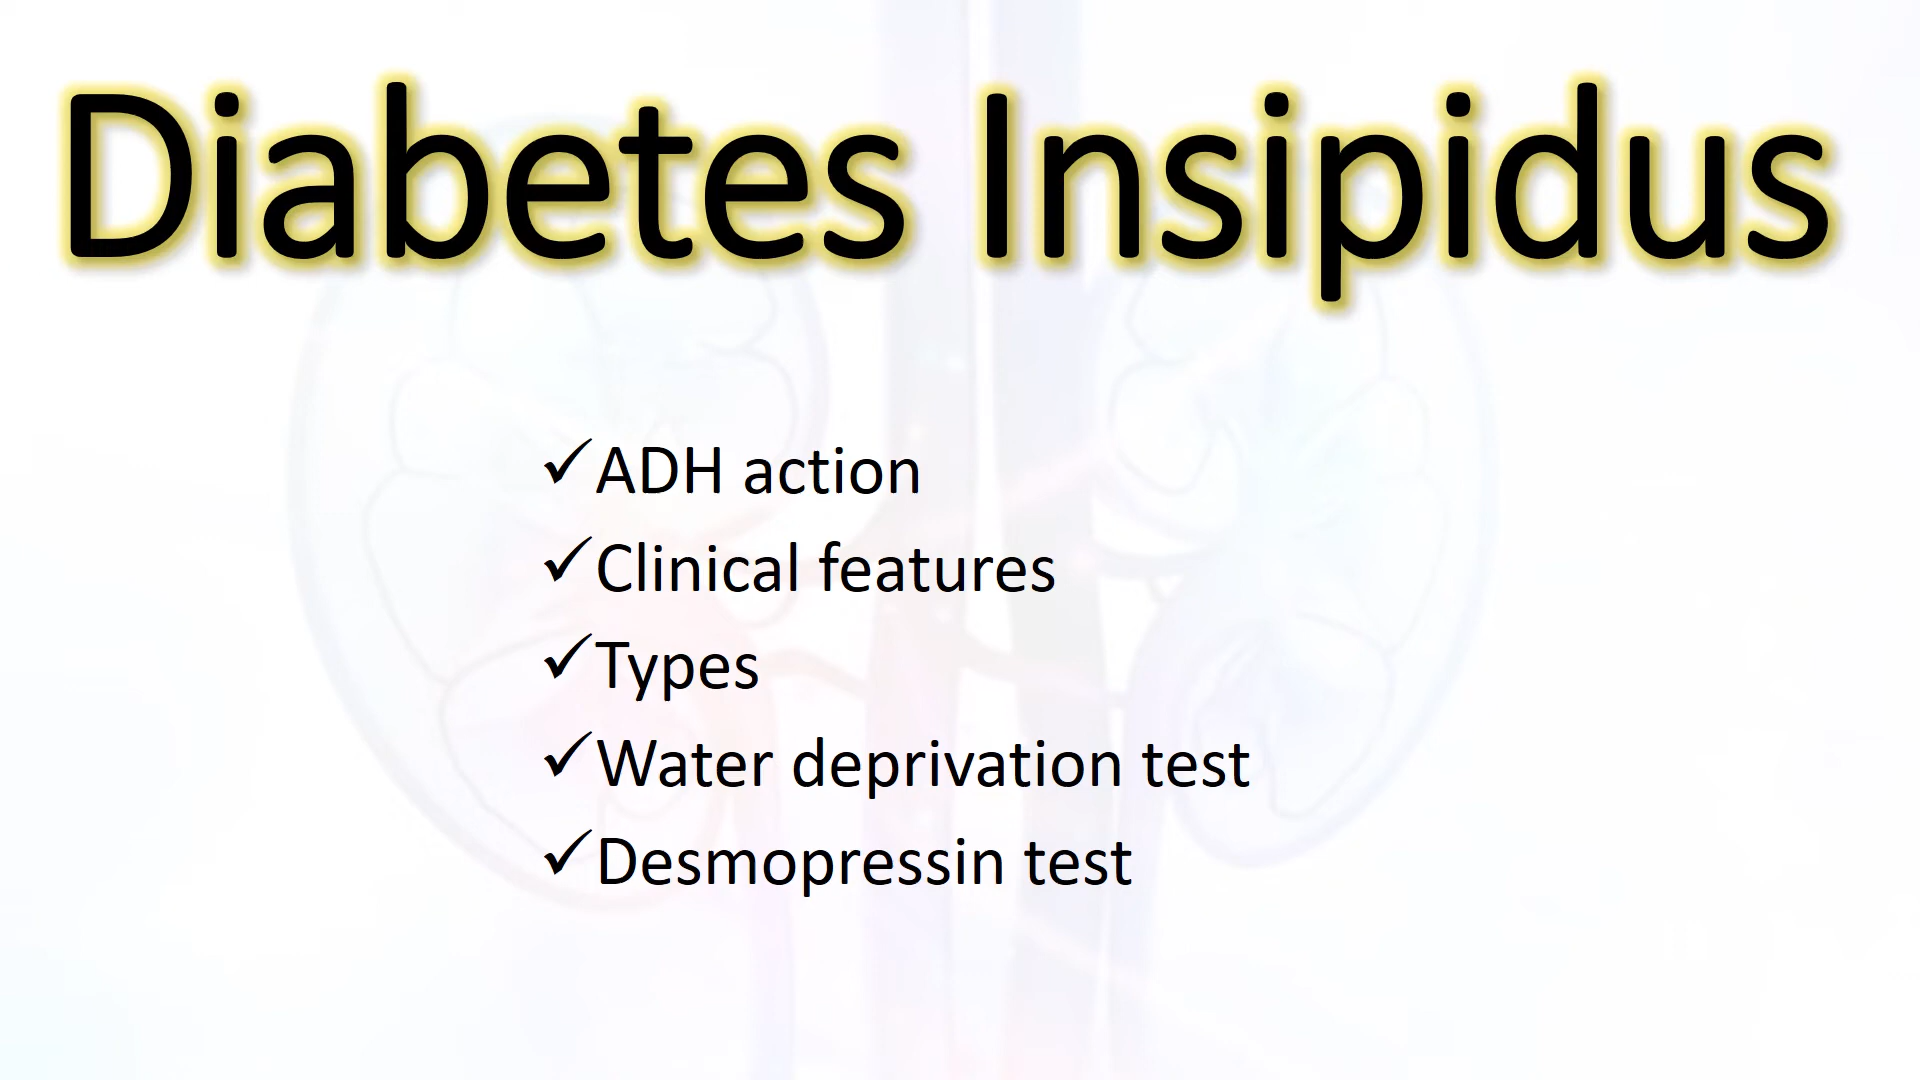 Diabetes Insipidus
✓ADH action
✓Clinical features
✓Types
✓Water deprivation test
✓Desmopressin test